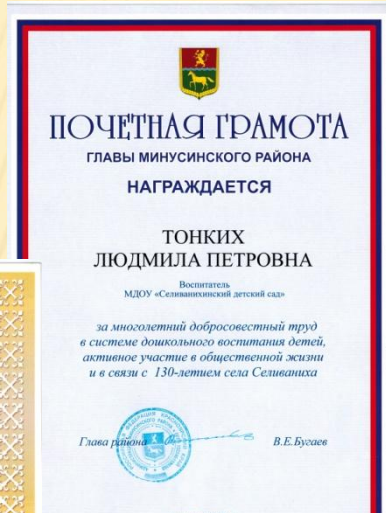 ПОЧЕТНАЯ ГРАМОТА
ГЛАВЫ МИНУСИНСКОГО РАЙОНА
НАГРАЖДАЕТСЯ
ТОНКИХ
ЛЮДМИЛА ПЕТРОВНА
Воспитатель
МДОУ «Селиванихинский детский сад»
за многолетний добросовестный труд
в системе дошкольного воспитания детей,
активное участие в общественной жизни
и в связи с 130-летием села Селиваниха
Глава района В.Е.Бугаев